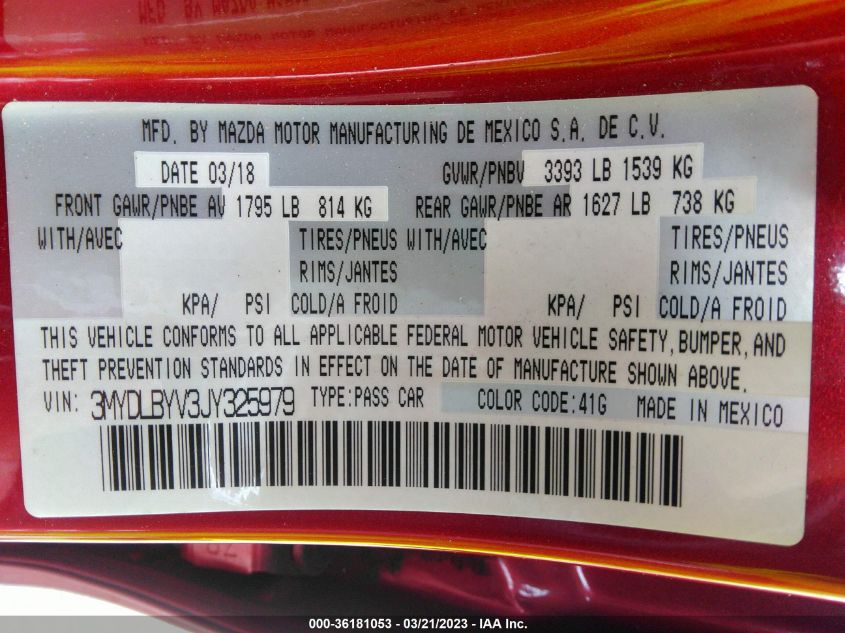 MFD. BY MAZDA MOTOR MANUFACTURING DE MEXICO S.A. DE C.V.
DATE 03/18 GVWR/PNBV 3393 LB 1539 KG
FRONT GAWR/PNBE AV 1795 LB 814 KG REAR GAWR/PNBE AR 1627 LB 738 KG
WITH/AVEC TIRES/PNEUS WITH/AVEC TIRES/PNEUS
RIMS/JANTES RIMS/JANTES
KPA/ PSI COLD/A FROID KPA/ PSI COLD/A FROID
THIS VEHICLE CONFORMS TO ALL APPLICABLE FEDERAL MOTOR VEHICLE SAFETY, BUMPER, AND
THEFT PREVENTION STANDARDS IN EFFECT ON THE DATE OF MANUFACTURE SHOWN ABOVE.
VIN: 3MYDLBYV3JY325979 TYPE:PASS CAR COLOR CODE:41G MADE IN MEXICO
000-36181053 - 03/21/2023 - IAA Inc.